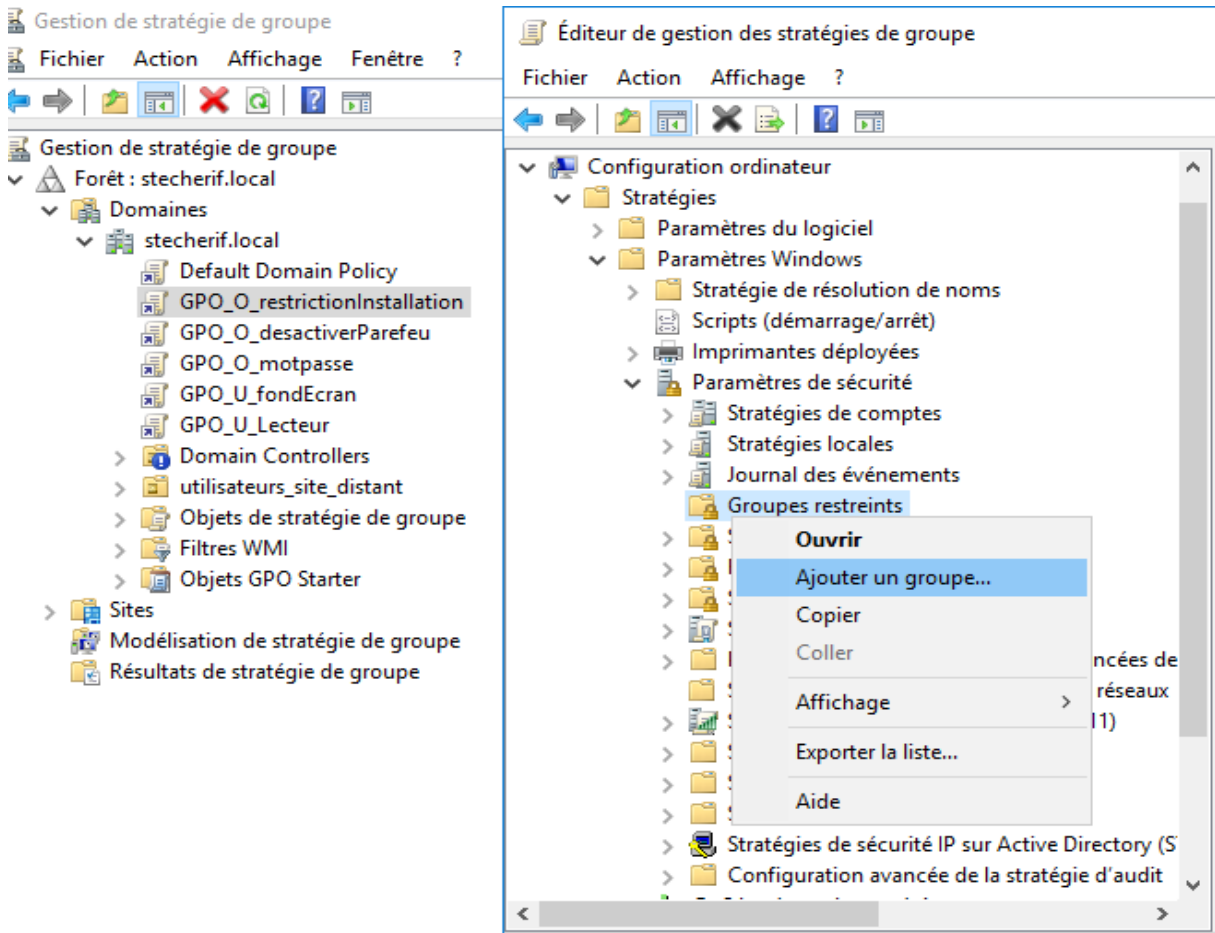 Gestion de stratégie de groupe
Fichier Action Affichage Fenêtre ?
Gestion de stratégie de groupe
Forêt : stecherif.local
Domaines
stecherif.local
Default Domain Policy
GPO_O_restrictionInstallation
GPO_O_desactiverParefeu
GPO_O_motpasse
GPO_U_fondEcran
GPO_U_Lecteur
Domain Controllers
utilisateurs_site_distant
Objets de stratégie de groupe
Filtres WMI
Objets GPO Starter
Sites
Modélisation de stratégie de groupe
Résultats de stratégie de groupe
Éditeur de gestion des stratégies de groupe
Fichier Action Affichage ?
Configuration ordinateur
Stratégies
Paramètres du logiciel
Paramètres Windows
Stratégie de résolution de noms
Scripts (démarrage/arrêt)
Imprimantes déployées
Paramètres de sécurité
Stratégies de comptes
Stratégies locales
Journal des événements
Groupes restreints
Ouvrir
Ajouter un groupe...
Copier
Coller
ncées de
réseaux
Affichage
Exporter la liste...
Aide
Stratégies de sécurité IP sur Active Directory (S
Configuration avancée de la stratégie d'audit